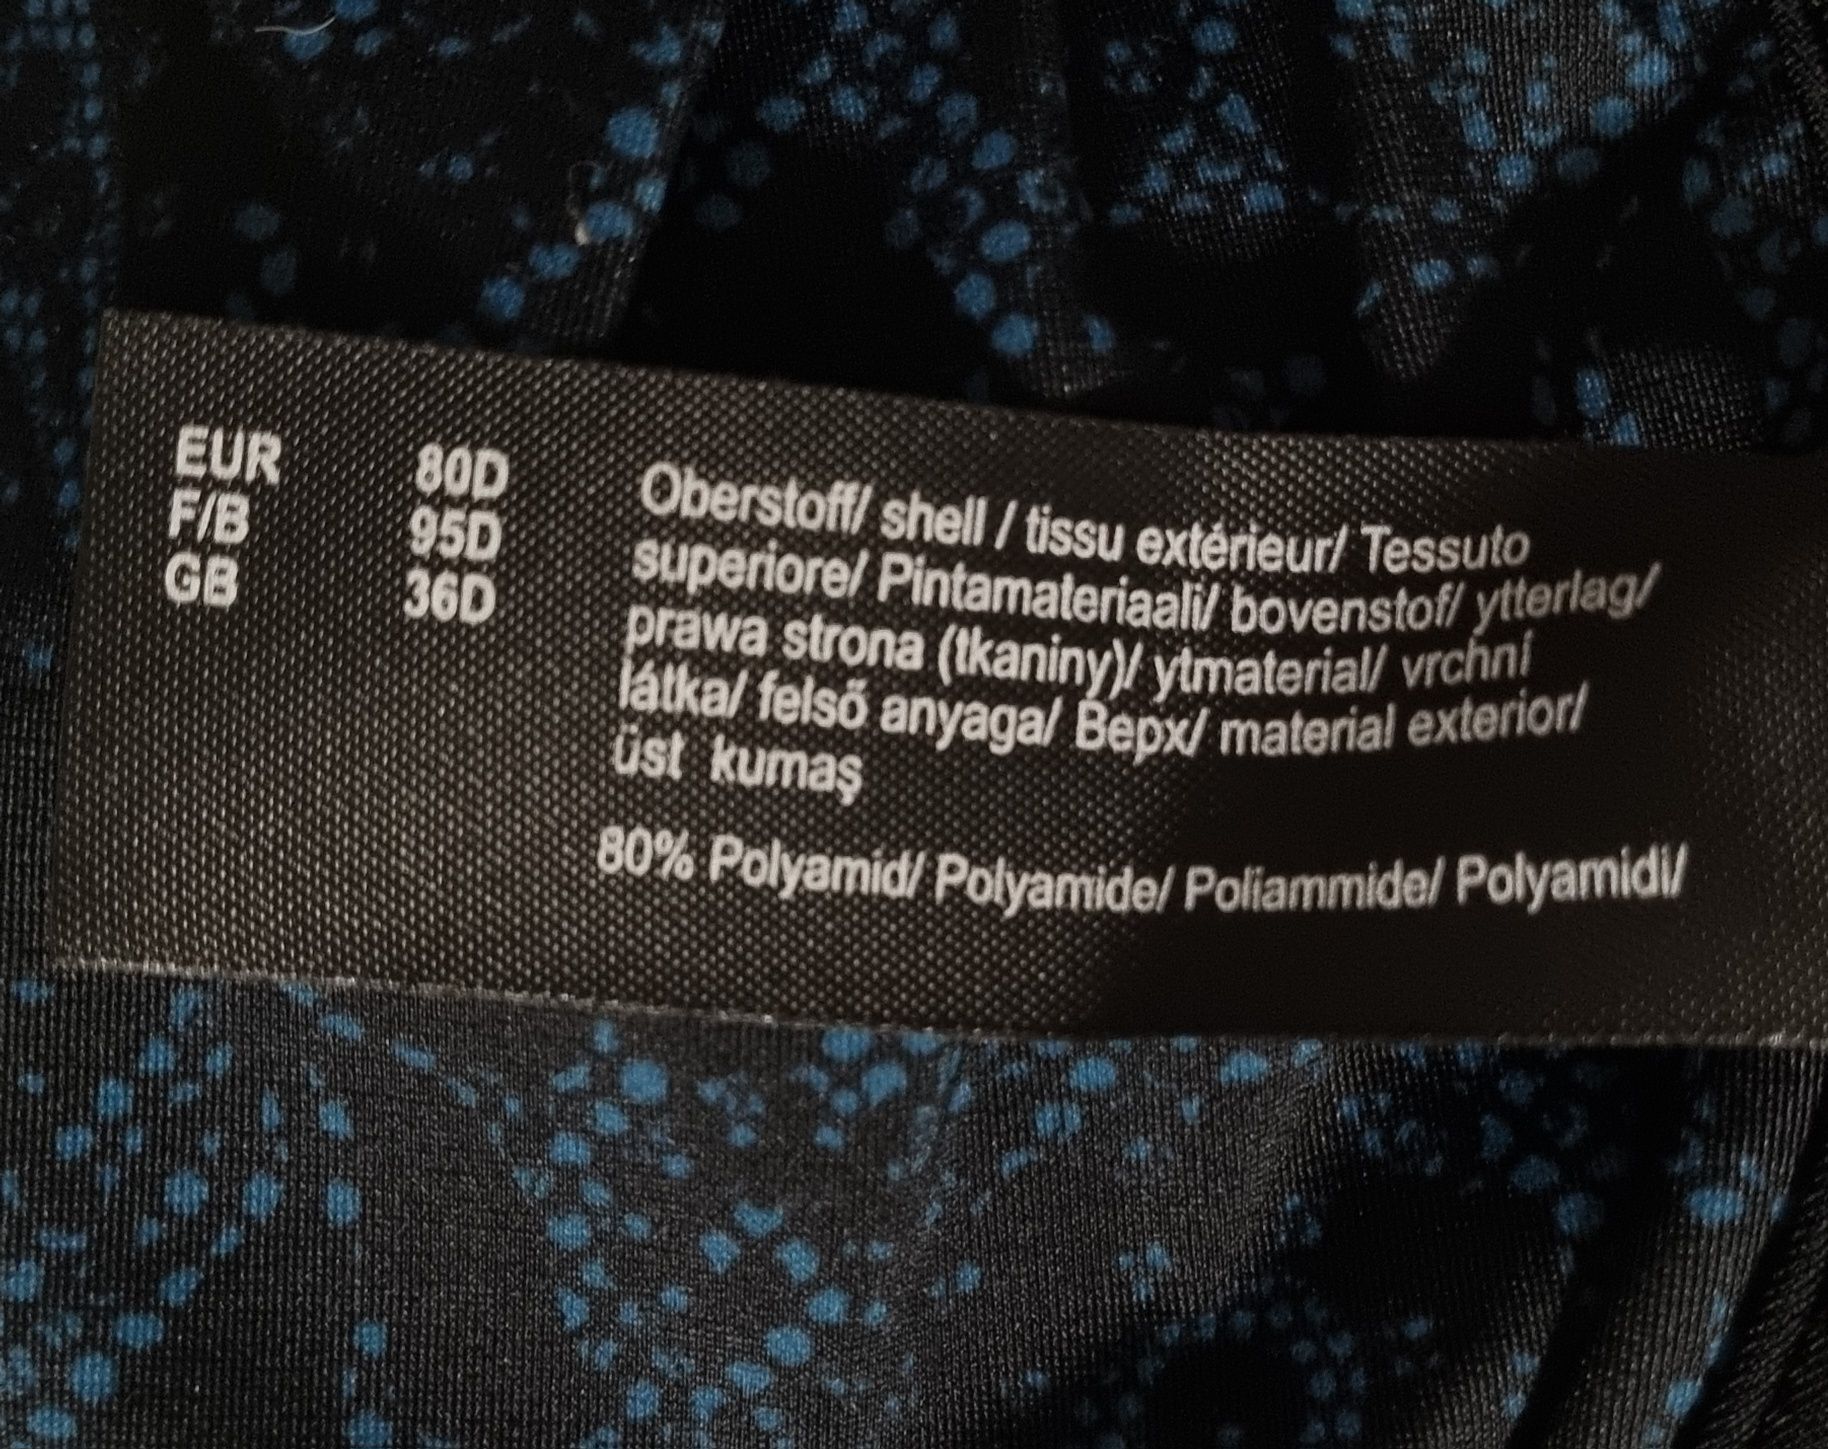 EUR 80D
F/B 95D
GB 36D
Oberstoff/ shell / tissu extérieur/ Tessuto
superiore/ Pintamateriaali/ bovenstof/ ytterlag/
prawa strona (tkaniny)/ ytmaterial/ vrchní
látka/ felső anyaga/ Верх/ material exterior/
üst kumaş
80% Polyamid/ Polyamide/ Poliammide/ Polyamidi/